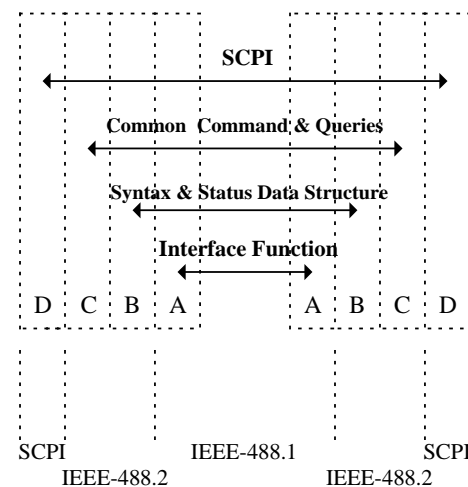 SCPI
Common Command & Queries
Syntax & Status Data Structure
Interface Function
D C B A A B C D
SCPI IEEE-488.1 SCPI
IEEE-488.2 IEEE-488.2